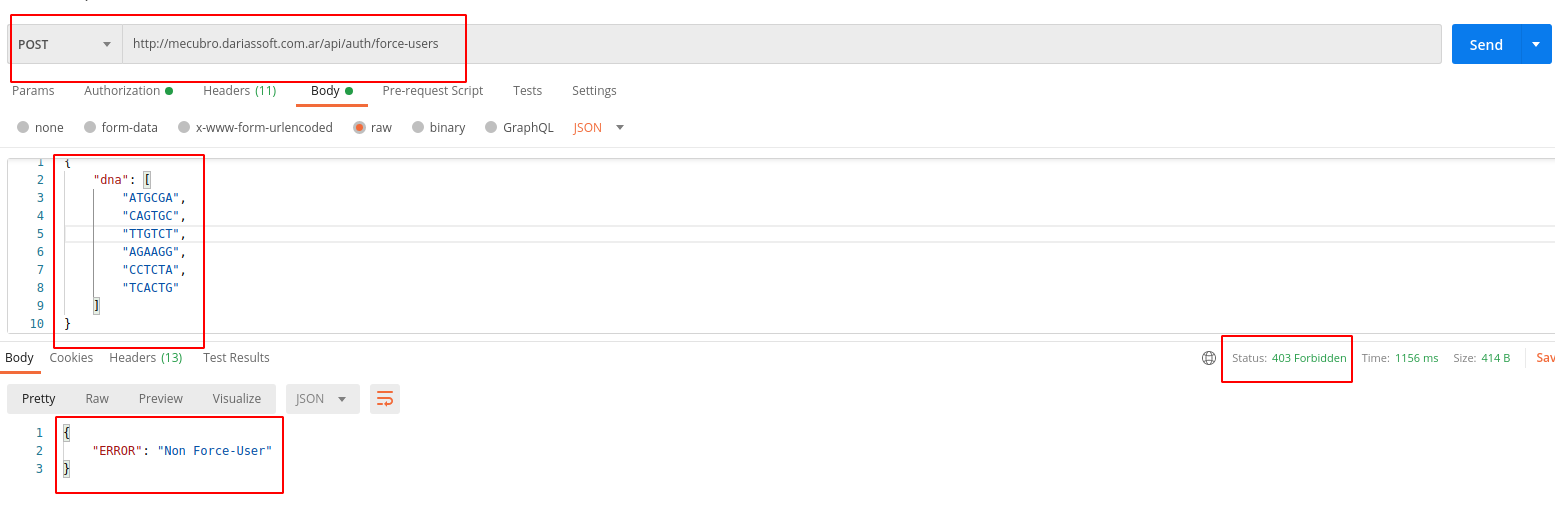 POST http://mecubro.dariassoft.com.ar/api/auth/force-users Send
Params Authorization Headers (11) Body Pre-request Script Tests Settings
none form-data x-www-form-urlencoded raw binary GraphQL JSON
1 {
2 "dna": [
3 "ATGCGA",
4 "CAGTGC",
5 "TTGTCT",
6 "AGAAGG",
7 "CCTCTA",
8 "TCACTG"
9 ]
10 }
Body Cookies Headers (13) Test Results Status: 403 Forbidden Time: 1156 ms Size: 414 B Sav
Pretty Raw Preview Visualize JSON
1 {
2 "ERROR": "Non Force-User"
3 }